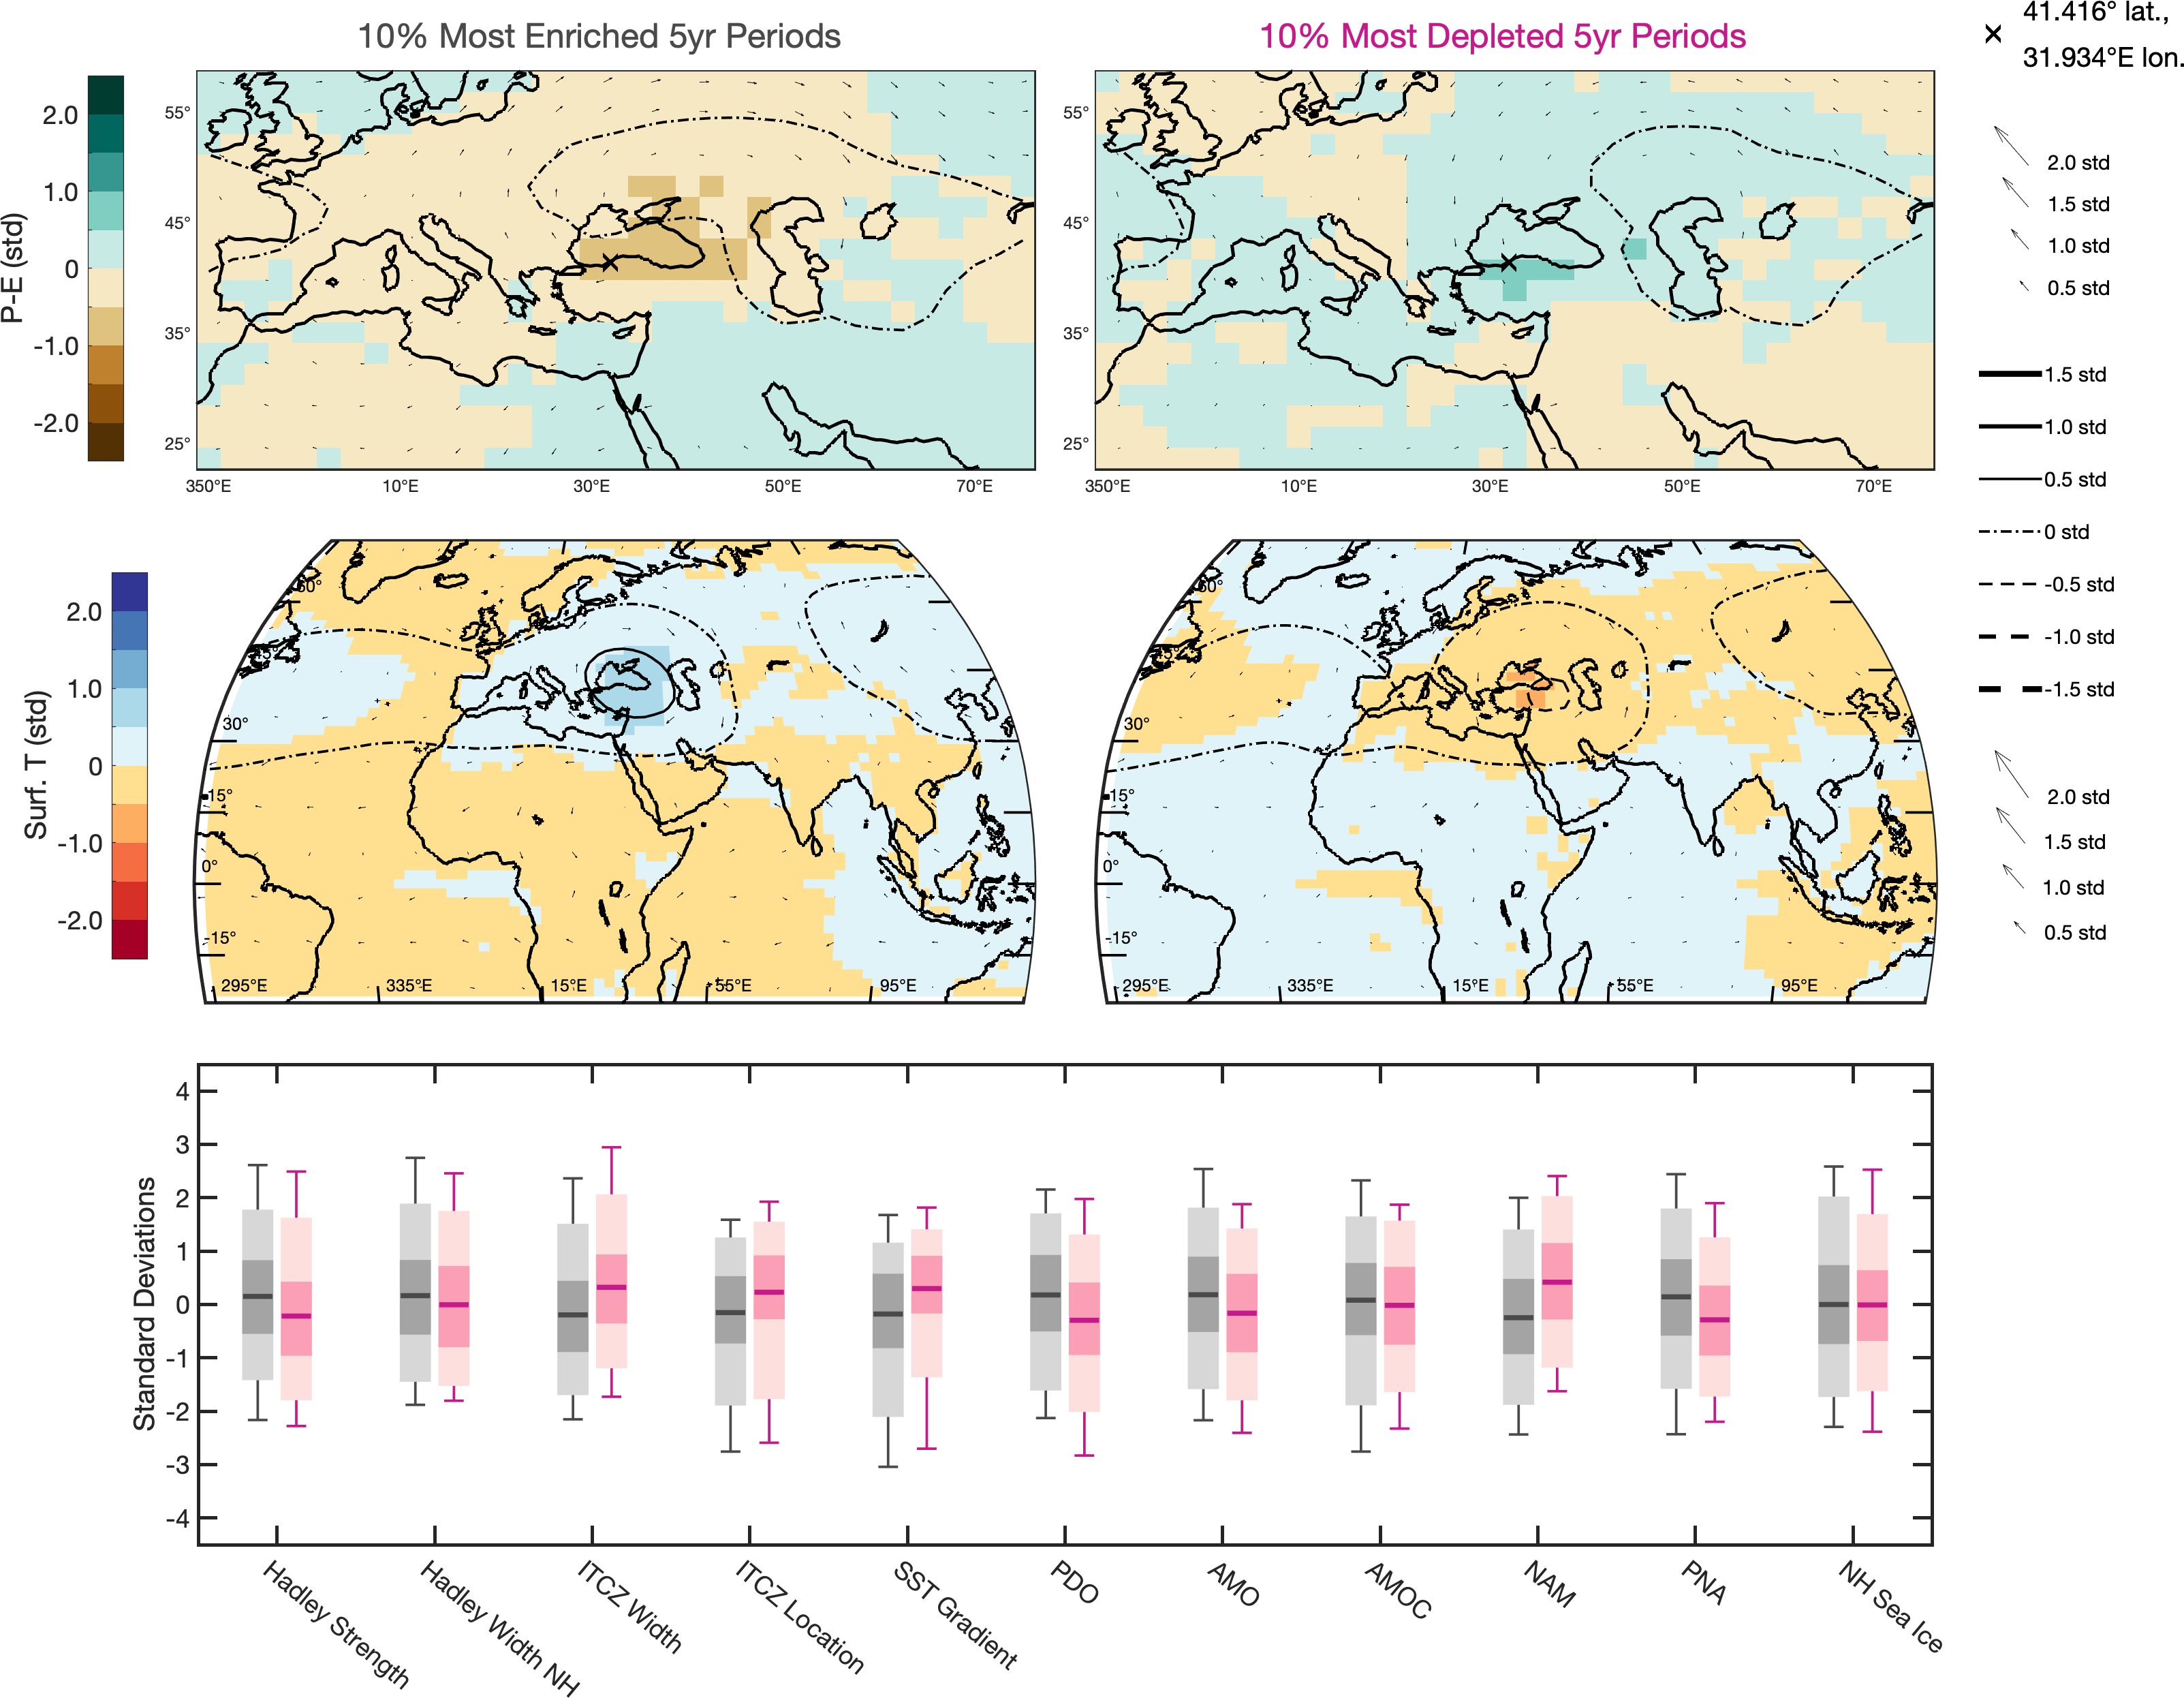 10% Most Enriched 5yr Periods
10% Most Depleted 5yr Periods
41.416° lat.,
31.934°E lon.
P-E (std)
2.0
1.0
0
-1.0
-2.0
55°
45°
35°
25°
350°E 10°E 30°E 50°E 70°E
55°
45°
35°
25°
350°E 10°E 30°E 50°E 70°E
2.0 std
1.5 std
1.0 std
0.5 std
1.5 std
1.0 std
0.5 std
0 std
-0.5 std
-1.0 std
-1.5 std
2.0 std
1.5 std
1.0 std
0.5 std
Surf. T (std)
2.0
1.0
0
-1.0
-2.0
60°
45°
30°
15°
0°
-15°
295°E 335°E 15°E 55°E 95°E
60°
45°
30°
15°
0°
-15°
295°E 335°E 15°E 55°E 95°E
Standard Deviations
4
3
2
1
0
-1
-2
-3
-4
Hadley Strength
Hadley Width NH
ITCZ Width
ITCZ Location
SST Gradient
PDO
AMO
AMOC
NAM
PNA
NH Sea Ice